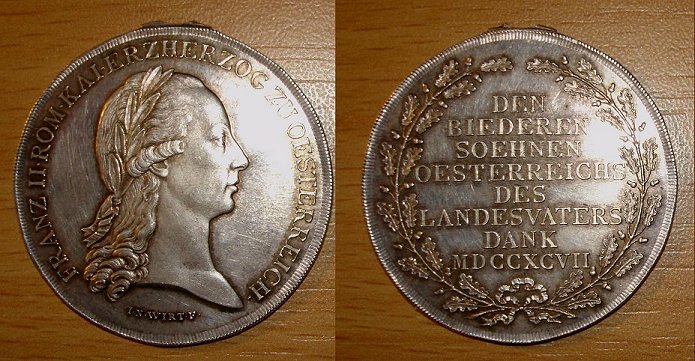 FRANZ II. ROM. KAI. ERZHERZOG ZU OESTERREICH.
I.N. WIRT. F.
DEN
BIEDEREN
SOEHNEN
OESTERREICHS
DES
LANDESVATERS
DANK
MDCCXCVII